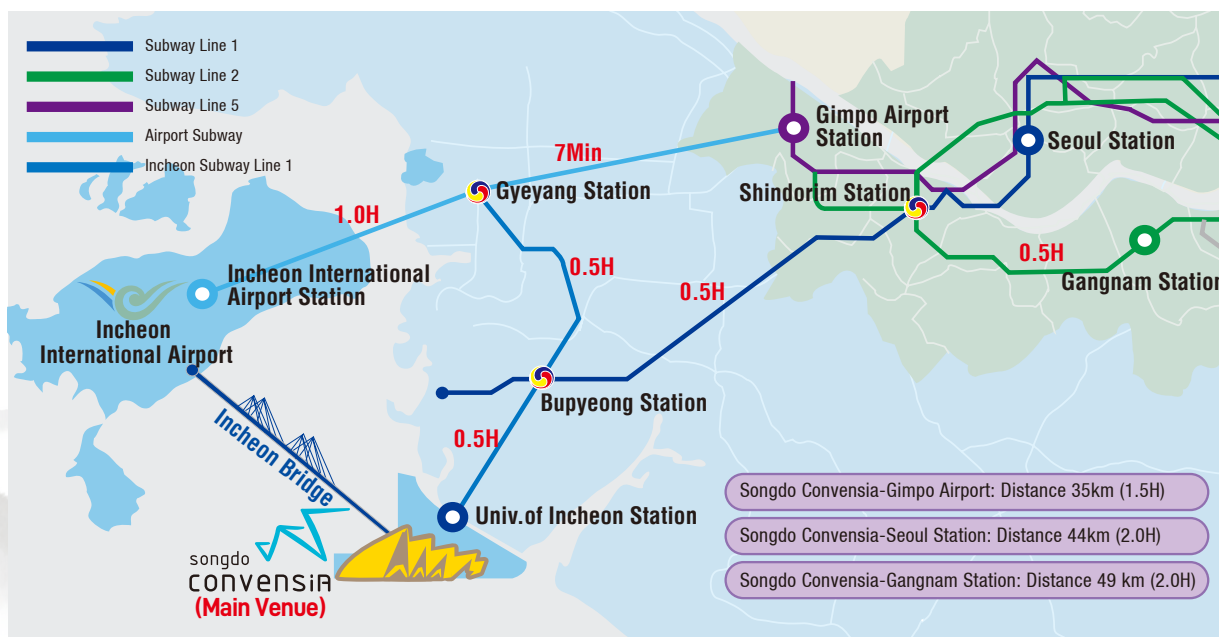 Subway Line 1
Subway Line 2
Subway Line 5
Airport Subway
Incheon Subway Line 1
Gimpo Airport
Station
Seoul Station
7Min
Gyeyang Station
Shindorim Station
1.0H
0.5H
0.5H
0.5H
Gangnam Station
Incheon International
Airport Station
Incheon
International Airport
Bupyeong Station
Incheon Bridge
0.5H
Univ.of Incheon Station
songdo
convensia
(Main Venue)
Songdo Convensia-Gimpo Airport: Distance 35km (1.5H)
Songdo Convensia-Seoul Station: Distance 44km (2.0H)
Songdo Convensia-Gangnam Station: Distance 49 km (2.0H)